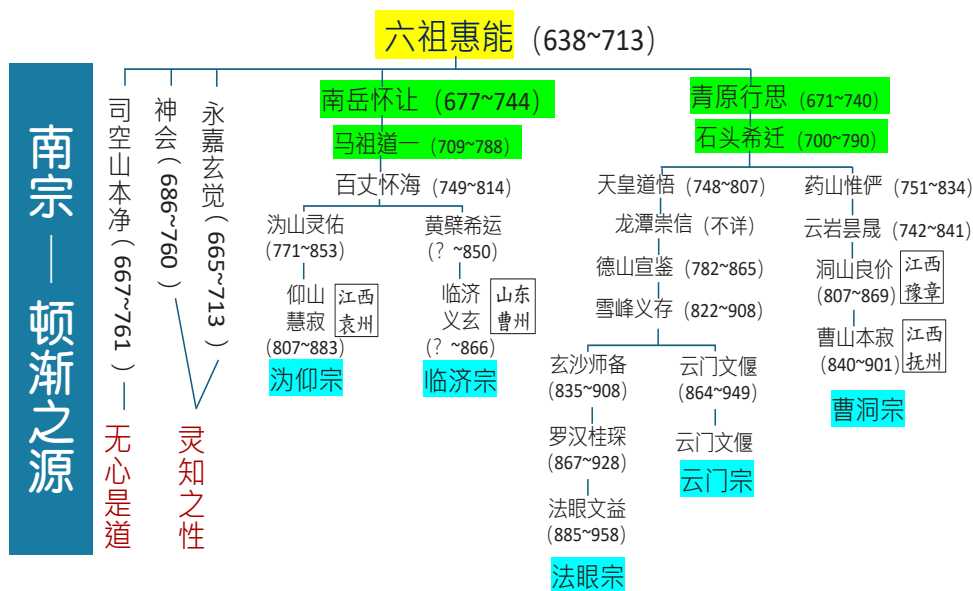 六祖惠能 (638~713)
南宗——顿渐之源
司空山本净(667~761)
无心是道
神会(686~760)
永嘉玄觉(665~713)
灵知之性
南岳怀让 (677~744)
马祖道一 (709~788)
百丈怀海 (749~814)
沩山灵佑
(771~853)
仰山
慧寂
(807~883)
江西
袁州
沩仰宗
黄檗希运
(? ~850)
临济
义玄
(? ~866)
山东
曹州
临济宗
青原行思 (671~740)
石头希迁 (700~790)
天皇道悟 (748~807)
龙潭崇信 (不详)
德山宣鉴 (782~865)
雪峰义存 (822~908)
玄沙师备
(835~908)
罗汉桂琛
(867~928)
法眼文益
(885~958)
法眼宗
云门文偃
(864~949)
云门文偃
云门宗
药山惟俨 (751~834)
云岩昙晟 (742~841)
洞山良价
(807~869)
江西
豫章
曹山本寂
(840~901)
江西
抚州
曹洞宗